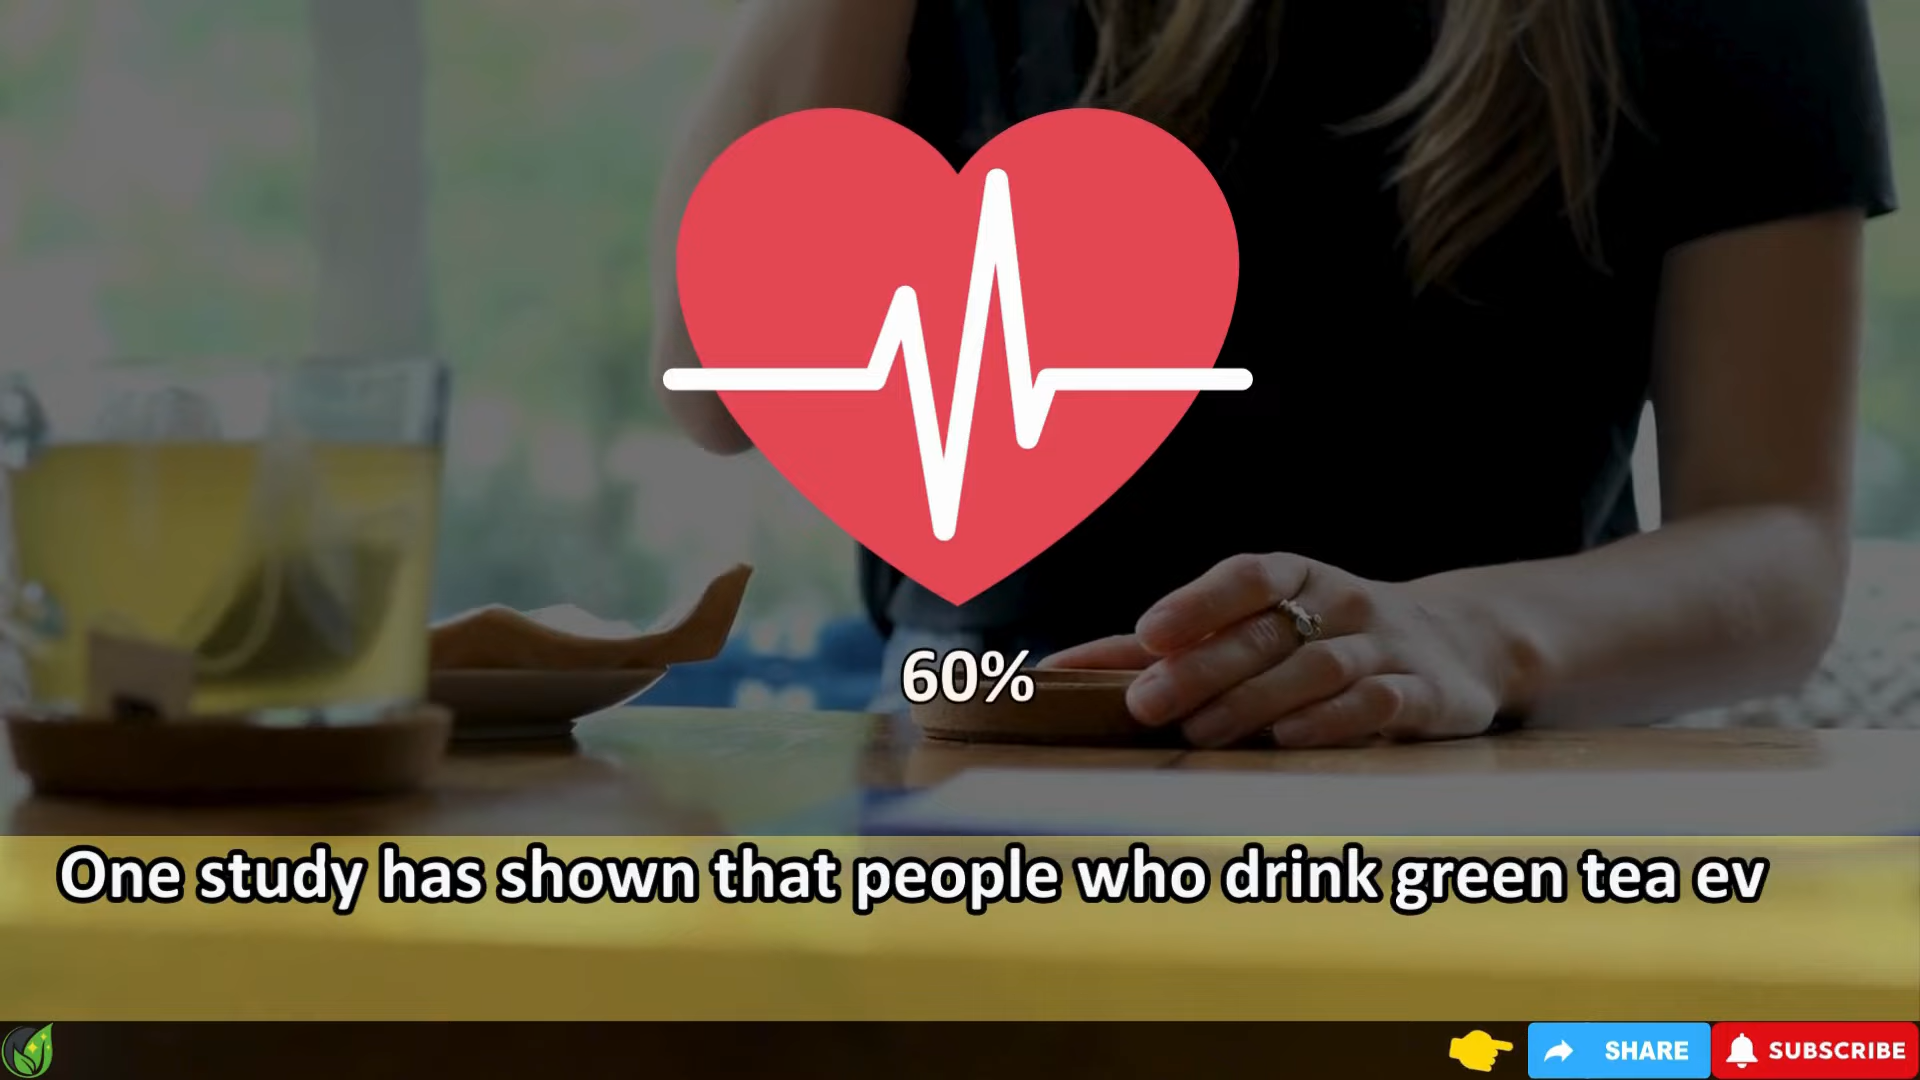 60%
One study has shown that people who drink green tea ev
SHARE
SUBSCRIBE